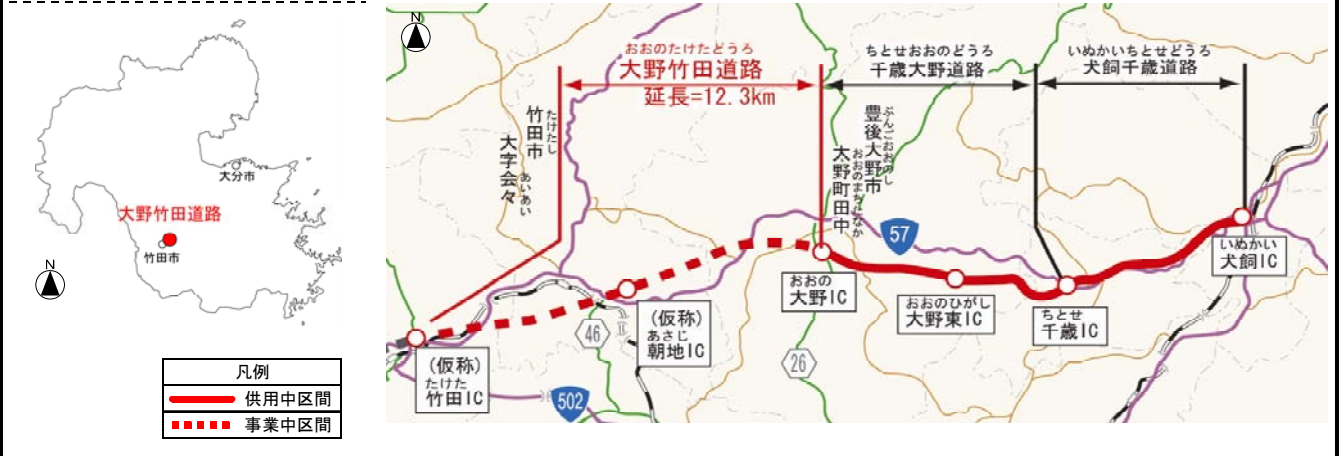 N
大分市
大野竹田道路
竹田市
N
凡例
供用中区間
事業中区間
N
おおのたけたどうろ
大野竹田道路
延長=12.3km
ちとせおおのどうろ
千歳大野道路
いぬかいちとせどうろ
犬飼千歳道路
たけたし
竹田市
あいあい
大字会々
ぶんごおおのし
豊後大野市
おおのまちたなか
大野町田中
57
いぬかい
犬飼IC
おおの
大野IC
おおのひがし
大野東IC
ちとせ
千歳IC
(仮称)
あさじ
朝地IC
46
26
(仮称)
たけた
竹田IC
502